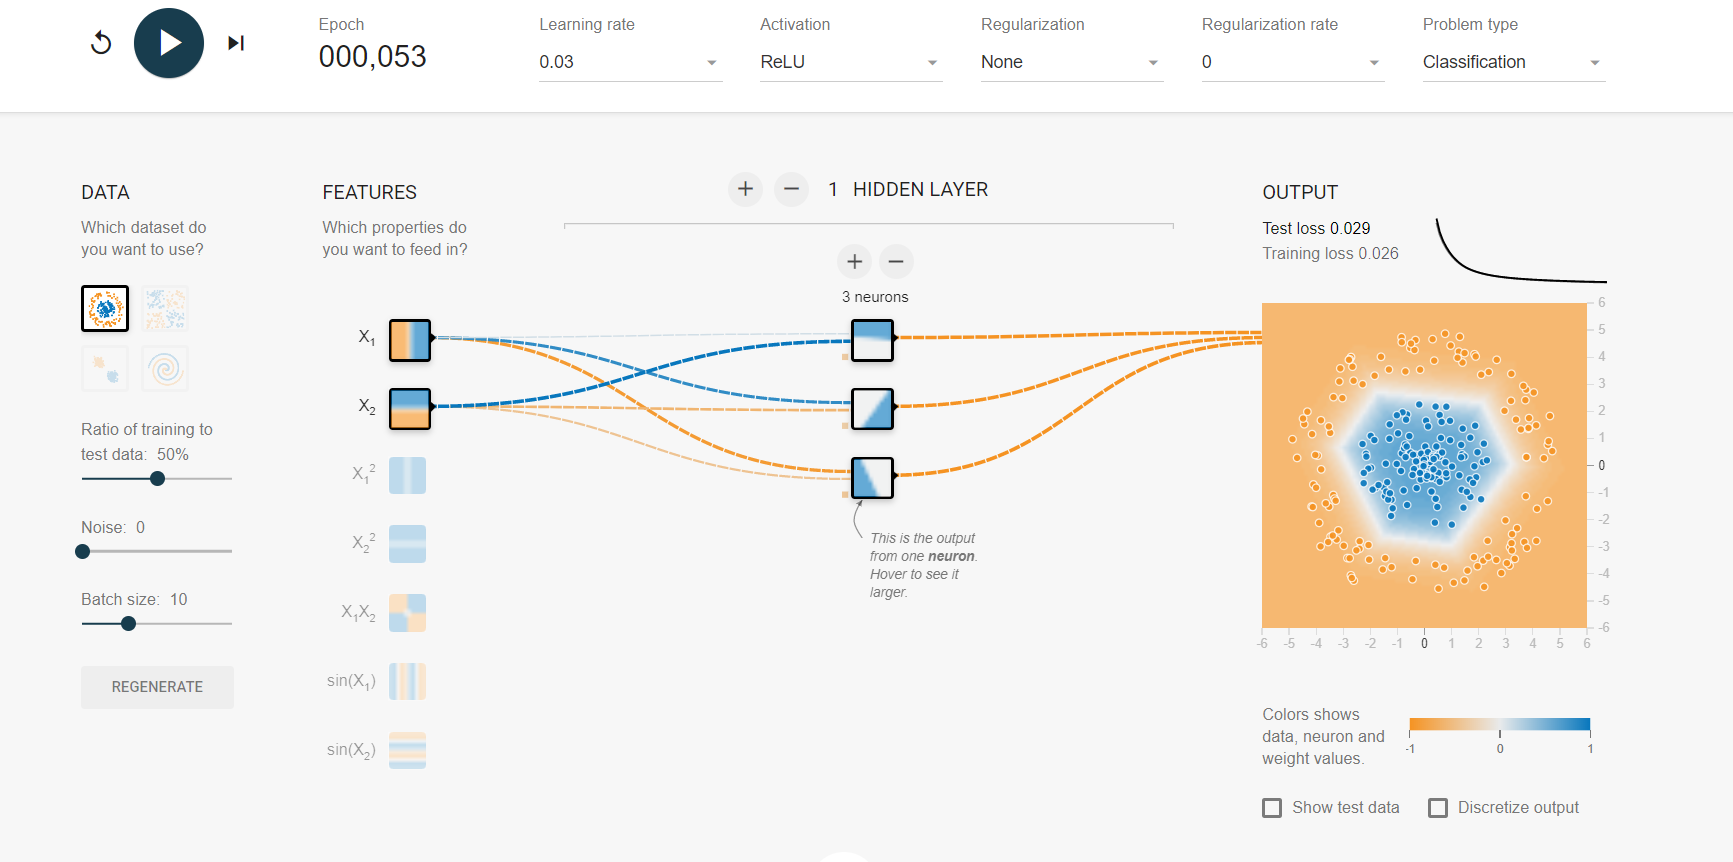 Epoch
000,053
Learning rate
0.03
Activation
ReLU
Regularization
None
Regularization rate
0
Problem type
Classification
DATA
Which dataset do
you want to use?
Ratio of training to
test data: 50%
Noise: 0
Batch size: 10
REGENERATE
FEATURES
Which properties do
you want to feed in?
X1
X2
X1²
X2²
X1X2
sin(X1)
sin(X2)
1 HIDDEN LAYER
3 neurons
This is the output
from one neuron.
Hover to see it
larger.
OUTPUT
Test loss 0.029
Training loss 0.026
6
5
4
3
2
1
0
-1
-2
-3
-4
-5
-6
-6 -5 -4 -3 -2 -1 0 1 2 3 4 5 6
Colors shows
data, neuron and
weight values.
-1 0 1
Show test data
Discretize output